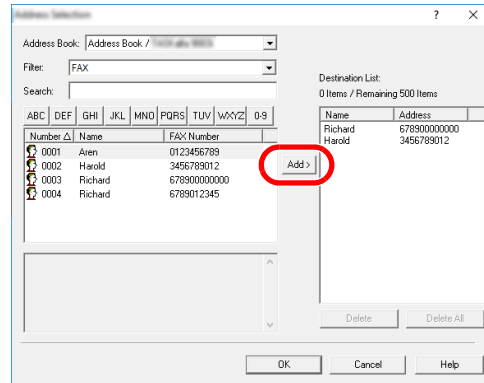 ? ×
Address Book: Address Book /
Filter: FAX
Search:
ABC DEF GHI JKL MNO PQRS TUV WXYZ 0-9
Number Name FAX Number
0001 Aren 0123456789
0002 Harold 3456789012
0003 Richard 678900000000
0004 Richard 6789012345
Add >
Destination List:
0 Items / Remaining 500 Items
Name Address
Richard 678900000000
Harold 3456789012
Delete Delete All
OK Cancel Help